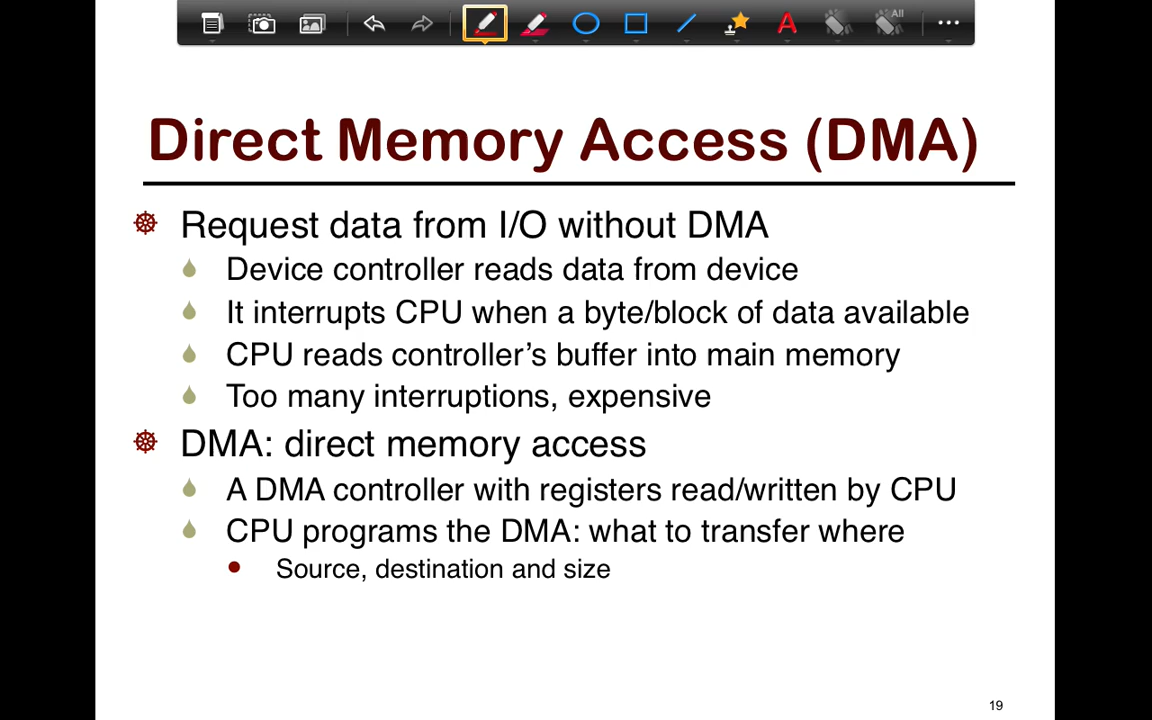 All
A
Direct Memory Access (DMA)
Request data from I/O without DMA
Device controller reads data from device
It interrupts CPU when a byte/block of data available
CPU reads controller’s buffer into main memory
Too many interruptions, expensive
DMA: direct memory access
A DMA controller with registers read/written by CPU
CPU programs the DMA: what to transfer where
Source, destination and size
19